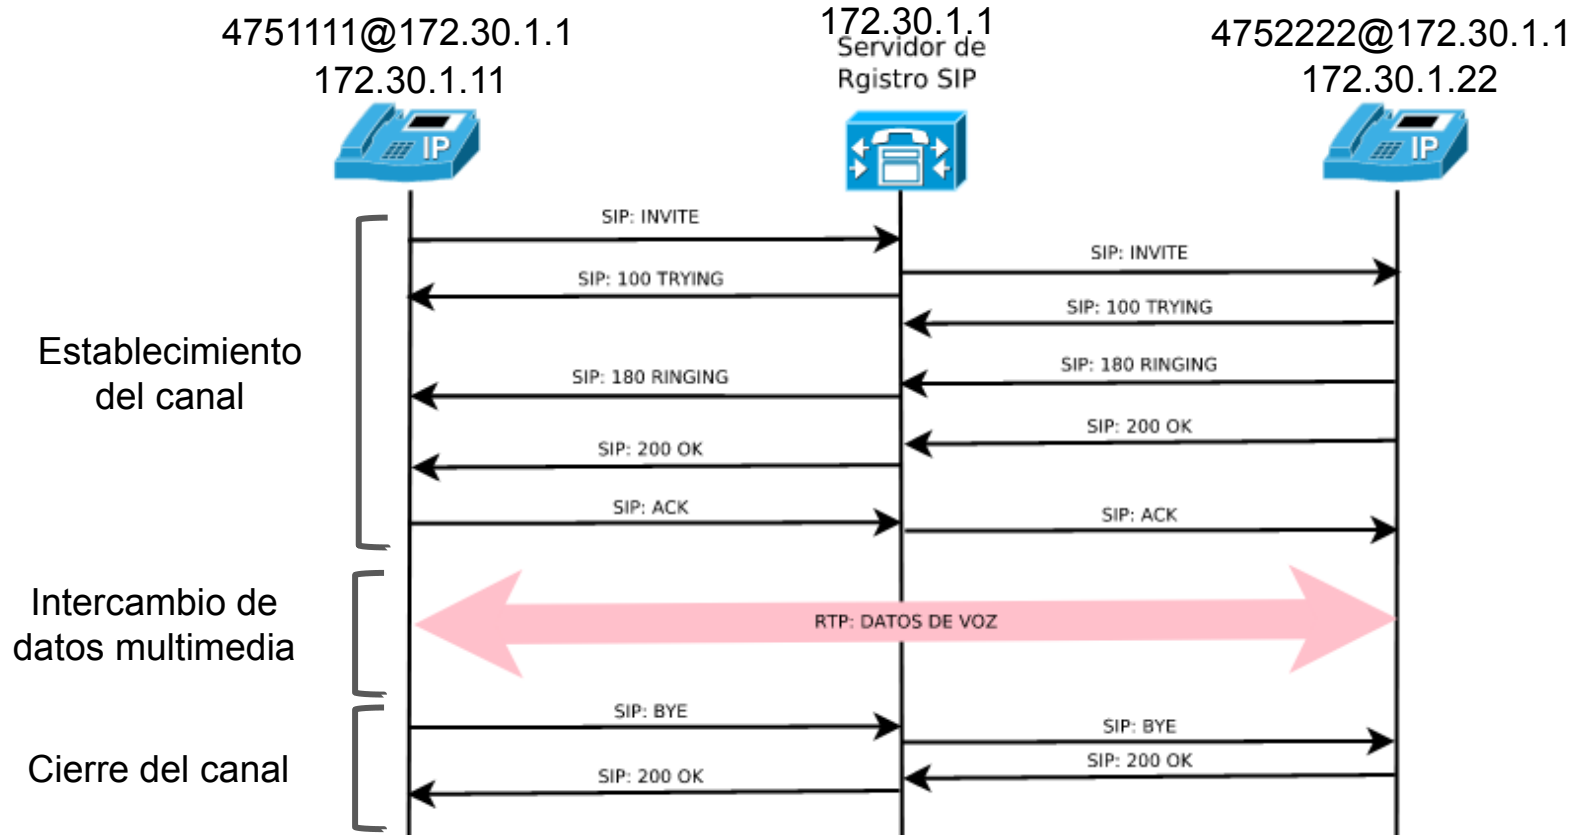 4751111@172.30.1.1
172.30.1.11
172.30.1.1
Servidor de
Rgistro SIP
4752222@172.30.1.1
172.30.1.22
IP
IP
SIP: INVITE
SIP: INVITE
SIP: 100 TRYING
SIP: 100 TRYING
Establecimiento
del canal
SIP: 180 RINGING
SIP: 180 RINGING
SIP: 200 OK
SIP: 200 OK
SIP: ACK
SIP: ACK
Intercambio de
datos multimedia
RTP: DATOS DE VOZ
SIP: BYE
SIP: BYE
Cierre del canal
SIP: 200 OK
SIP: 200 OK